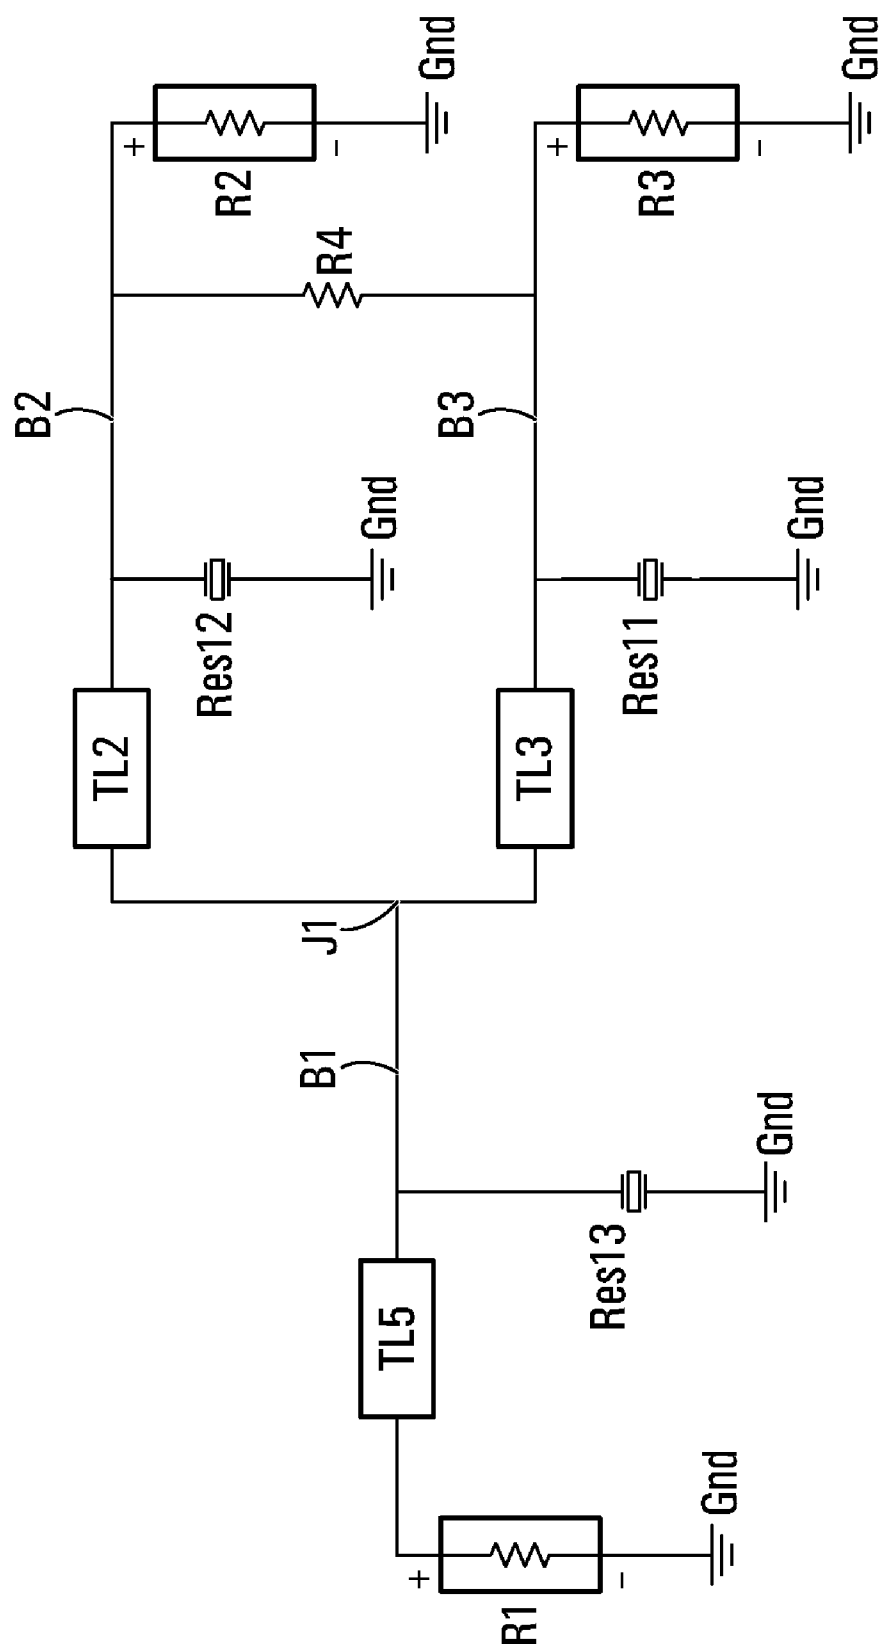 Gnd
Gnd
+
-
R2
+
-
R3
R4
B2
B3
Gnd
Gnd
Res12
Res11
TL2
TL3
J1
B1
Gnd
Res13
TL5
Gnd
+
-
R1